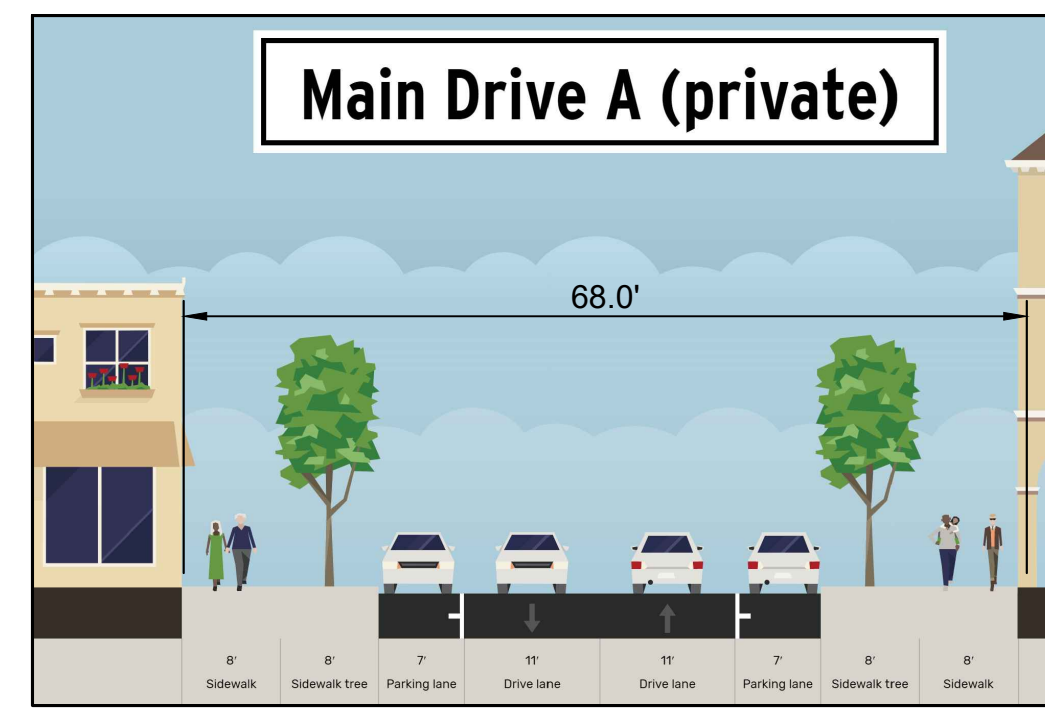 Main Drive A (private)
68.0'
8′ 8′ 7′ 11′ 11′ 7′ 8′ 8′
Sidewalk Sidewalk tree Parking lane Drive lane Drive lane Parking lane Sidewalk tree Sidewalk